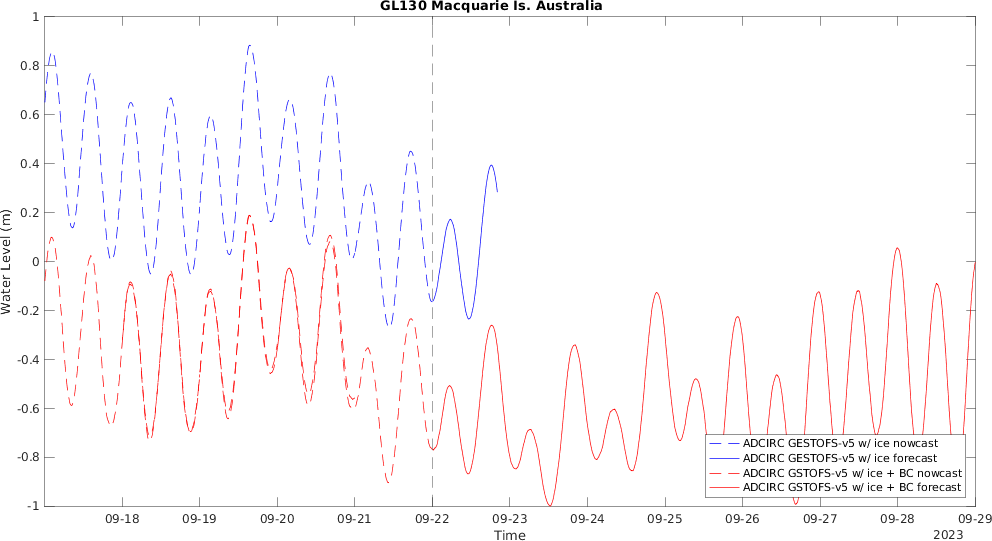 GL130 Macquarie Is. Australia
Water Level (m)
1
0.8
0.6
0.4
0.2
0
-0.2
-0.4
-0.6
-0.8
-1
ADCIRC GESTOFS-v5 w/ ice nowcast
ADCIRC GESTOFS-v5 w/ ice forecast
ADCIRC GSTOFS-v5 w/ ice + BC nowcast
ADCIRC GSTOFS-v5 w/ ice + BC forecast
09-18 09-19 09-20 09-21 09-22 09-23 09-24 09-25 09-26 09-27 09-28 09-29
Time
2023